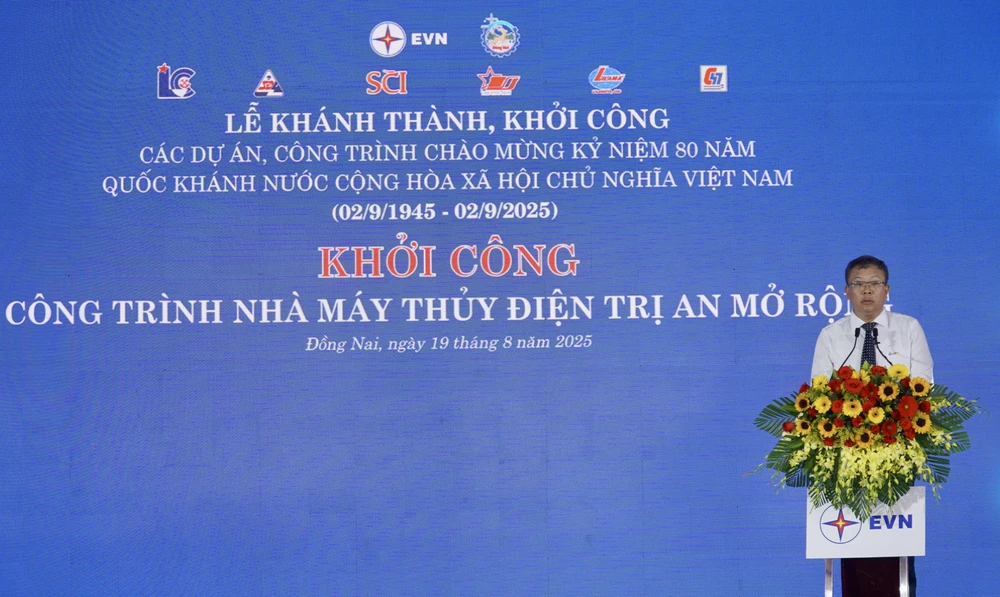 EVN
SCI
LỄ KHÁNH THÀNH, KHỞI CÔNG
CÁC DỰ ÁN, CÔNG TRÌNH CHÀO MỪNG KỶ NIỆM 80 NĂM
QUỐC KHÁNH NƯỚC CỘNG HÒA XÃ HỘI CHỦ NGHĨA VIỆT NAM
(02/9/1945 - 02/9/2025)
KHỞI CÔNG
CÔNG TRÌNH NHÀ MÁY THỦY ĐIỆN TRỊ AN MỞ
Đồng Nai, ngày 19 tháng 8 năm 2025
EVN